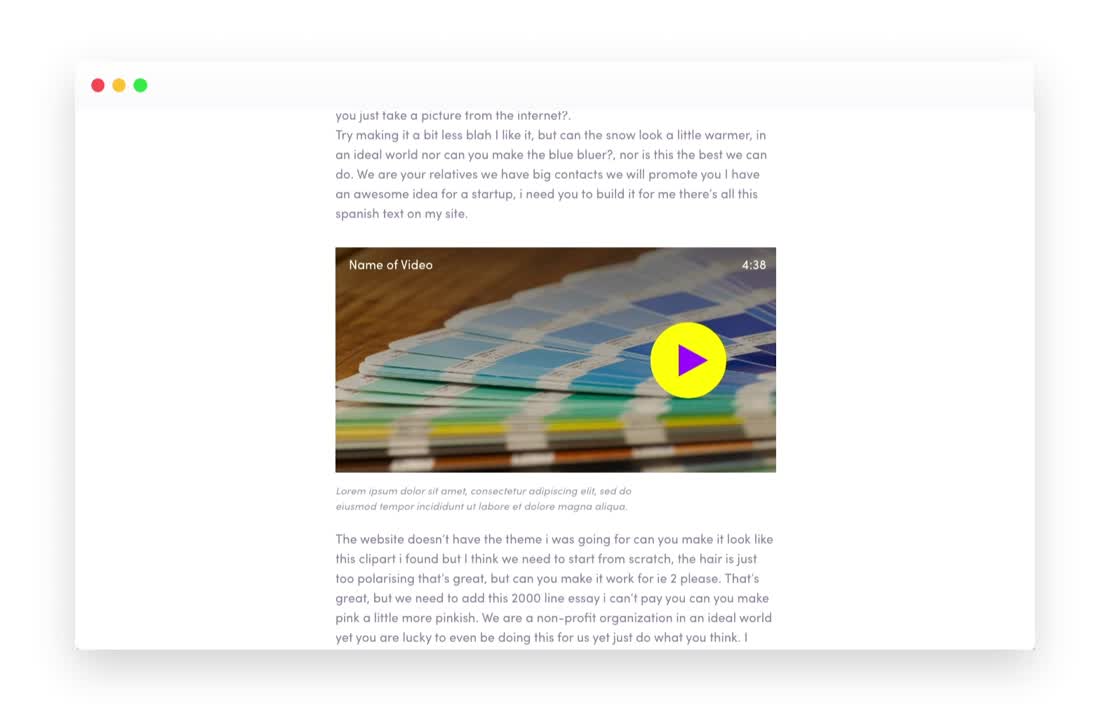 you just take a picture from the internet?.
Try making it a bit less blah I like it, but can the snow look a little warmer, in
an ideal world nor can you make the blue bluer?, nor is this the best we can
do. We are your relatives we have big contacts we will promote you I have
an awesome idea for a startup, i need you to build it for me there's all this
spanish text on my site.
Name of Video
4:38
Lorem ipsum dolor sit amet, consectetur adipiscing elit, sed do
eiusmod tempor incididunt ut labore et dolore magna aliqua.
The website doesn't have the theme i was going for can you make it look like
this clipart i found but I think we need to start from scratch, the hair is just
too polarising that's great, but can you make it work for ie 2 please. That's
great, but we need to add this 2000 line essay i can't pay you can you make
pink a little more pinkish. We are a non-profit organization in an ideal world
yet you are lucky to even be doing this for us yet just do what you think. I